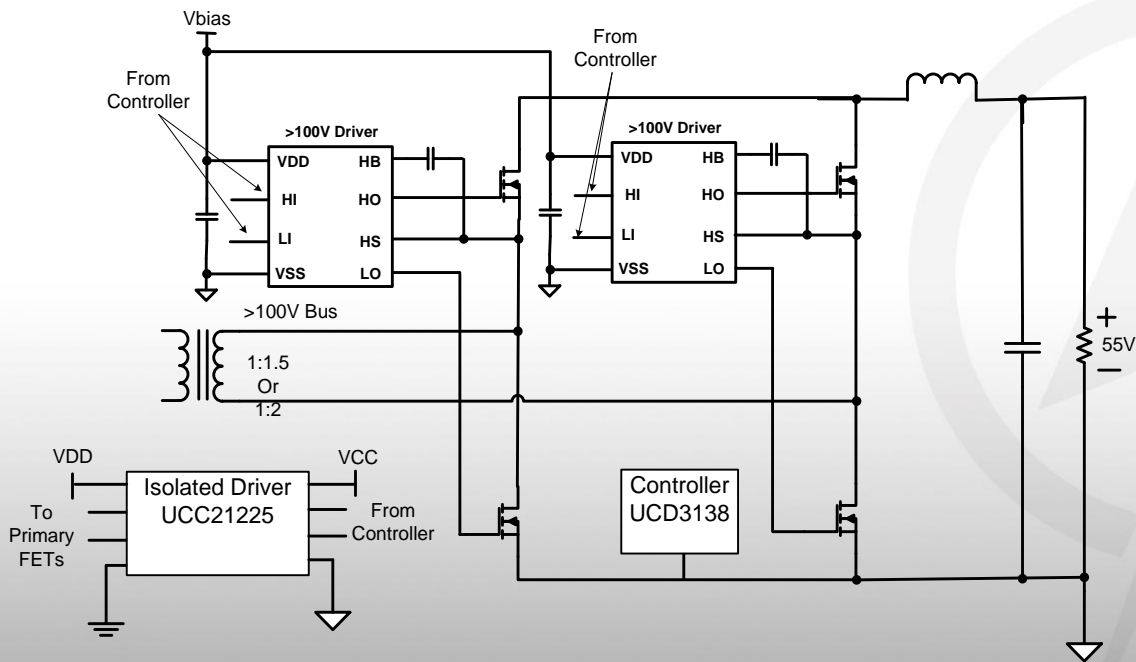 Vbias
From
Controller
From
Controller
>100V Driver
VDD
HB
HI
HO
LI
HS
VSS
LO
>100V Driver
VDD
HB
HI
HO
LI
HS
VSS
LO
>100V Bus
1:1.5
Or
1:2
+
55V
−
VDD
VCC
To
Primary
FETs
Isolated Driver
UCC21225
From
Controller
Controller
UCD3138